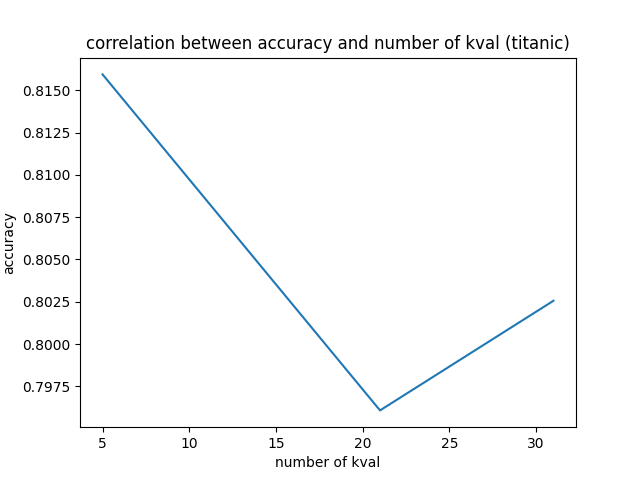 correlation between accuracy and number of kval (titanic)
0.8150
0.8125
0.8100
0.8075
0.8050
0.8025
0.8000
0.7975
accuracy
5 10 15 20 25 30
number of kval